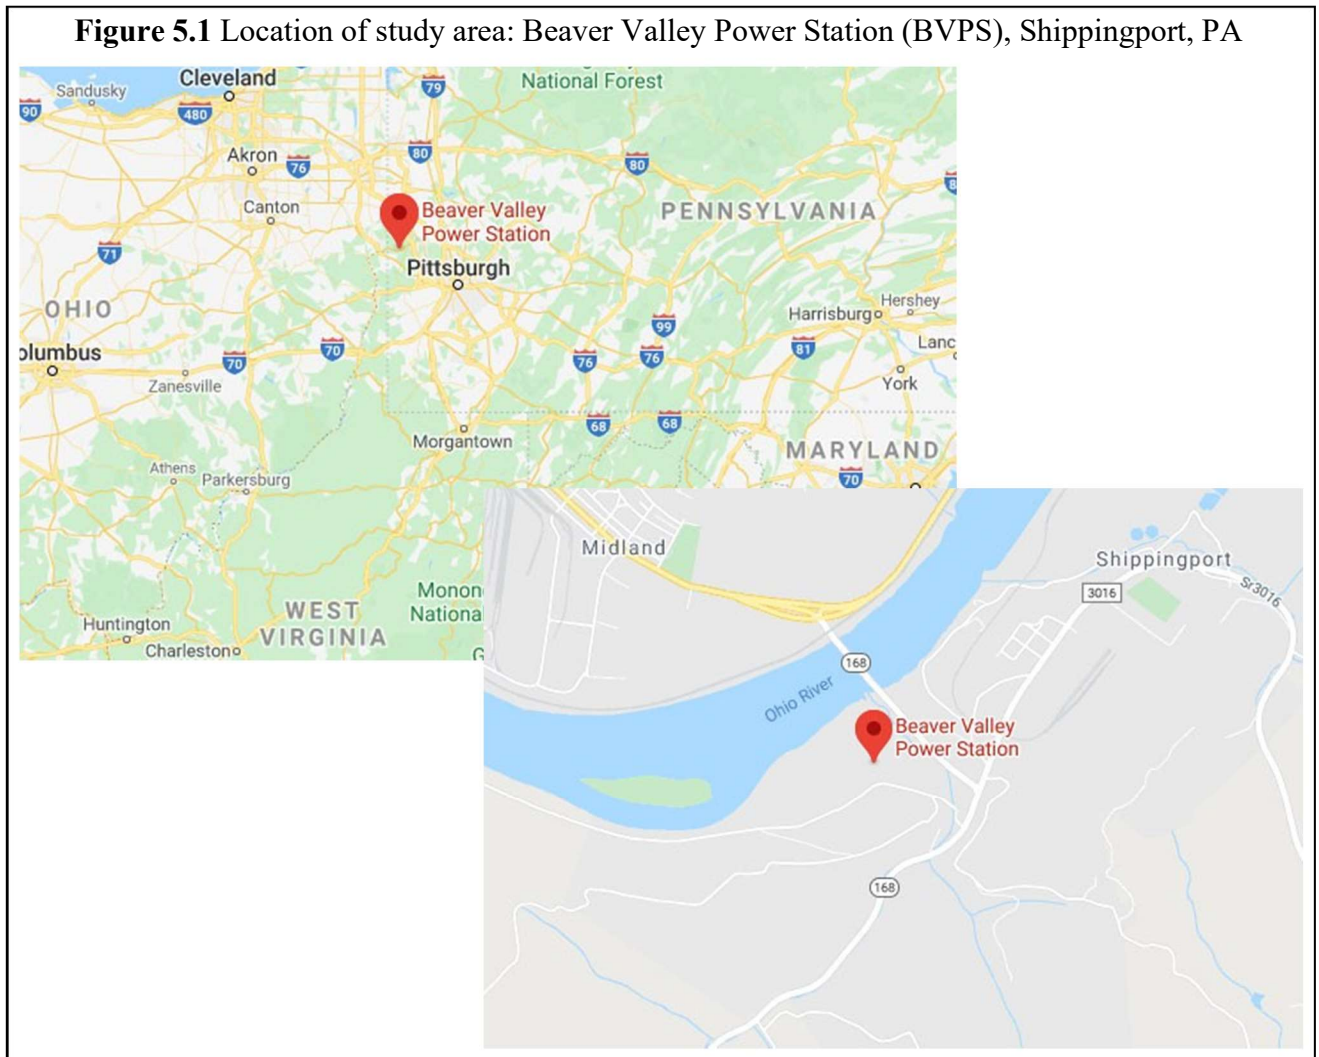 Figure 5.1 Location of study area: Beaver Valley Power Station (BVPS), Shippingport, PA
Cleveland
Sandusky
National Forest
79
90
480
80
80
Akron
76
8
Canton
Beaver Valley
Power Station
PENNSYLVANIA
71
Pittsburgh
OHIO
Hershey
Harrisburg
99
Lanc
olumbus
70
70
76
76
81
Zanesville
York
68
68
Morgantown
MARYLAND
Athens
Parkersburg
70
Monon
Nationa
WEST
VIRGINIA
Huntington
Charleston
G
Midland
Shippingport
3016
Sr3016
168
Ohio River
Beaver Valley
Power Station
168